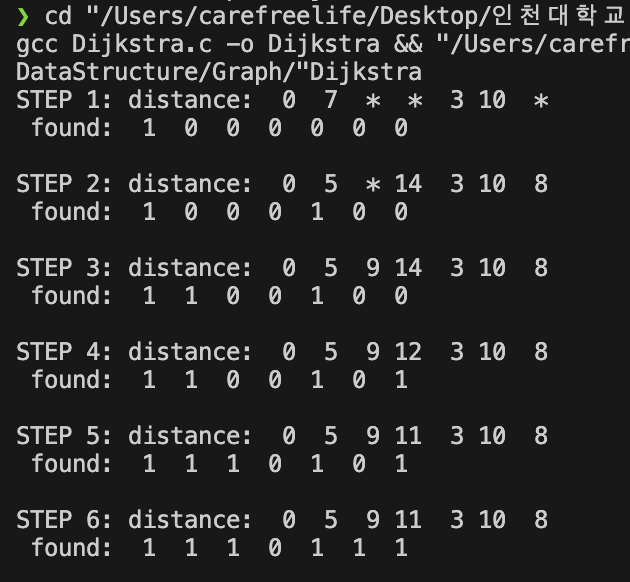 ❯ cd "/Users/carefreelife/Desktop/인천대학교
gcc Dijkstra.c -o Dijkstra && "/Users/carefr
DataStructure/Graph/"Dijkstra
STEP 1: distance:  0  7  *  *  3 10  *
 found:  1  0  0  0  0  0  0
STEP 2: distance:  0  5  * 14  3 10  8
 found:  1  0  0  0  1  0  0
STEP 3: distance:  0  5  9 14  3 10  8
 found:  1  1  0  0  1  0  0
STEP 4: distance:  0  5  9 12  3 10  8
 found:  1  1  0  0  1  0  1
STEP 5: distance:  0  5  9 11  3 10  8
 found:  1  1  1  0  1  0  1
STEP 6: distance:  0  5  9 11  3 10  8
 found:  1  1  1  0  1  1  1